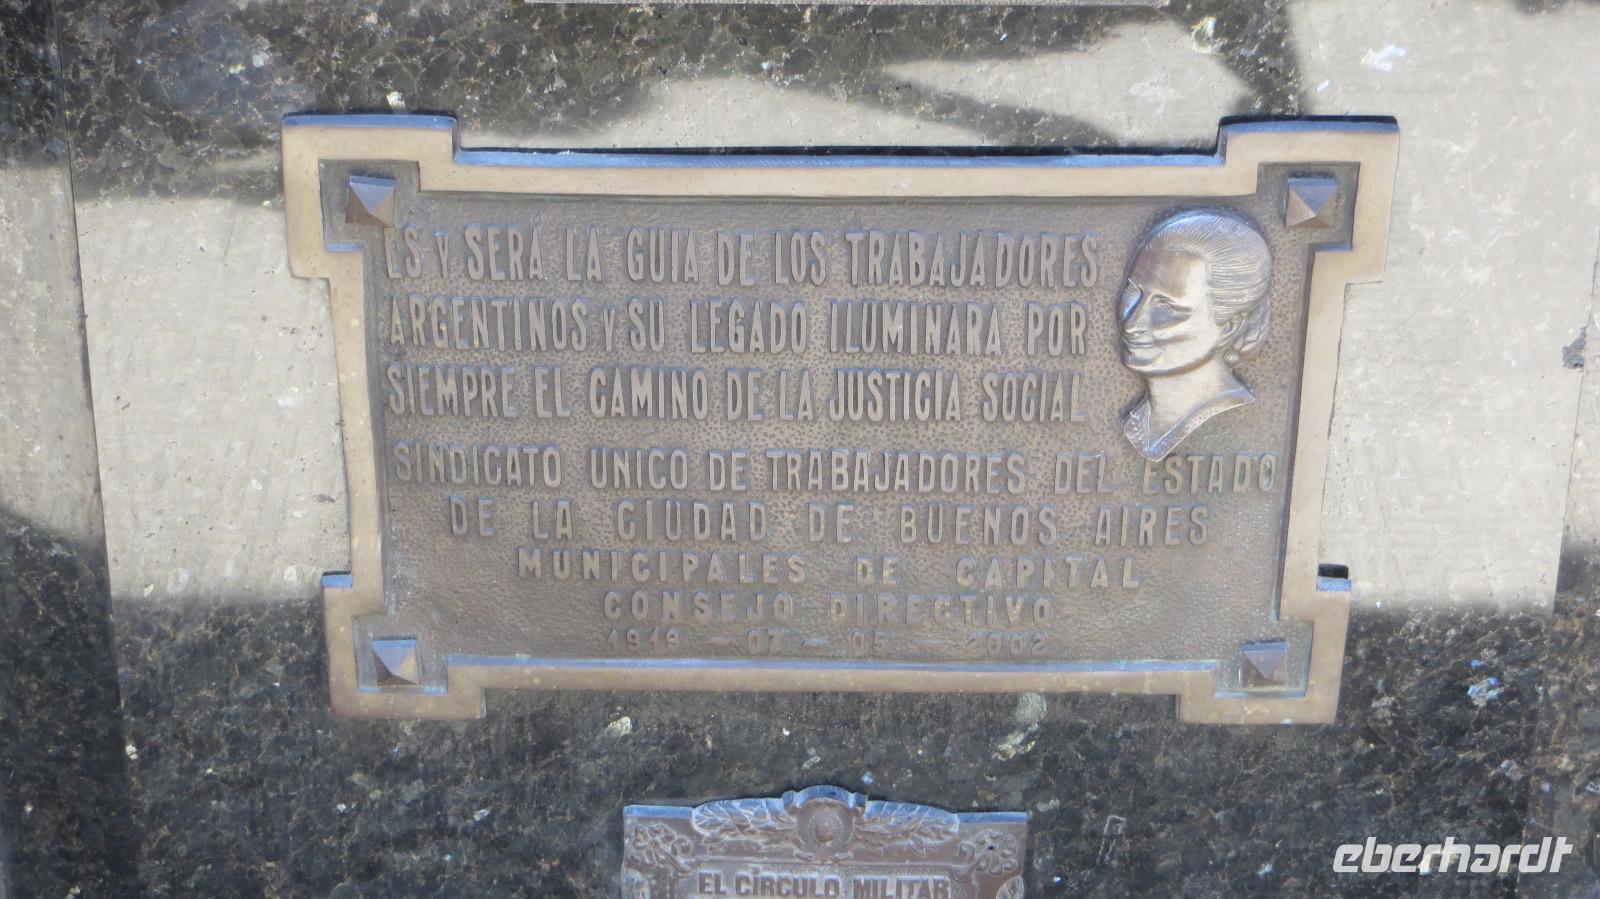 ES Y SERÁ LA GUIA DE LOS TRABAJADORES
ARGENTINOS Y SU LEGADO ILUMINARA POR
SIEMPRE EL CAMINO DE LA JUSTICIA SOCIAL
SINDICATO UNICO DE TRABAJADORES DEL ESTADO
DE LA CIUDAD DE BUENOS AIRES
MUNICIPALES DE CAPITAL
CONSEJO DIRECTIVO
1919 - 07 - 05 - 2002
EL CÍRCULO MILITAR
eberhardt